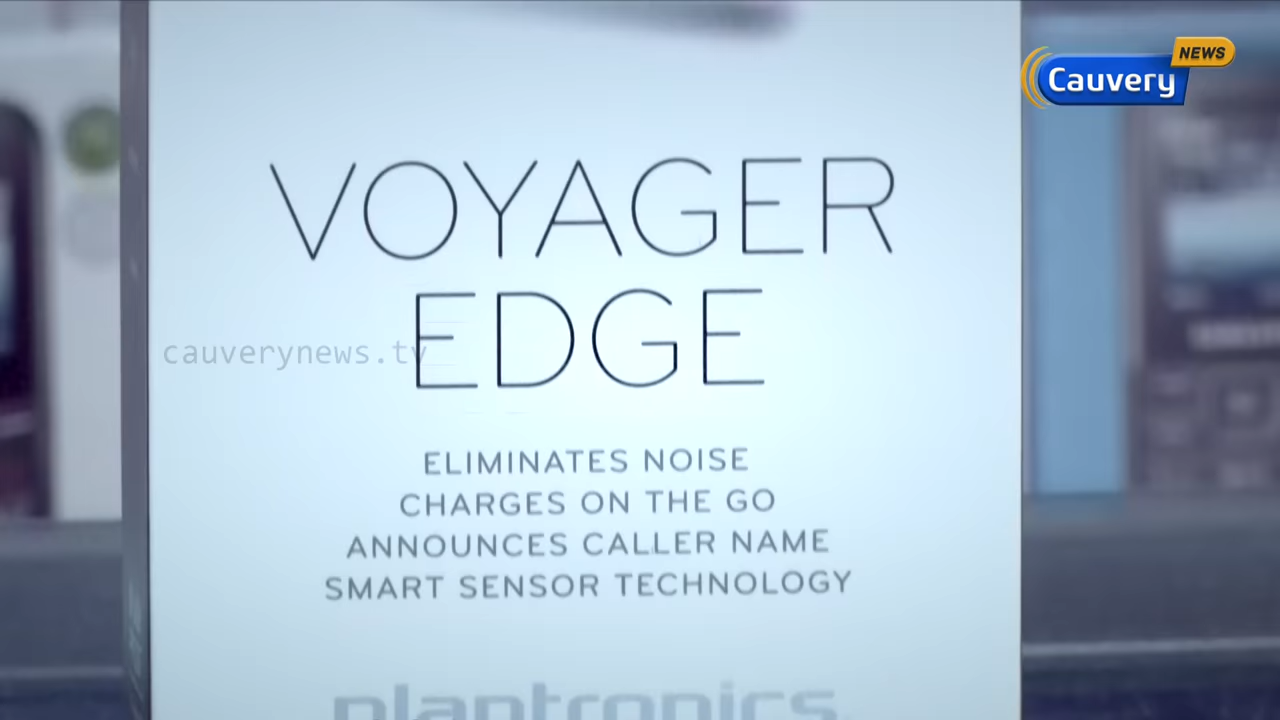 NEWS
Cauvery
VOYAGER
EDGE
cauverynews.tv
ELIMINATES NOISE
CHARGES ON THE GO
ANNOUNCES CALLER NAME
SMART SENSOR TECHNOLOGY
plantronics